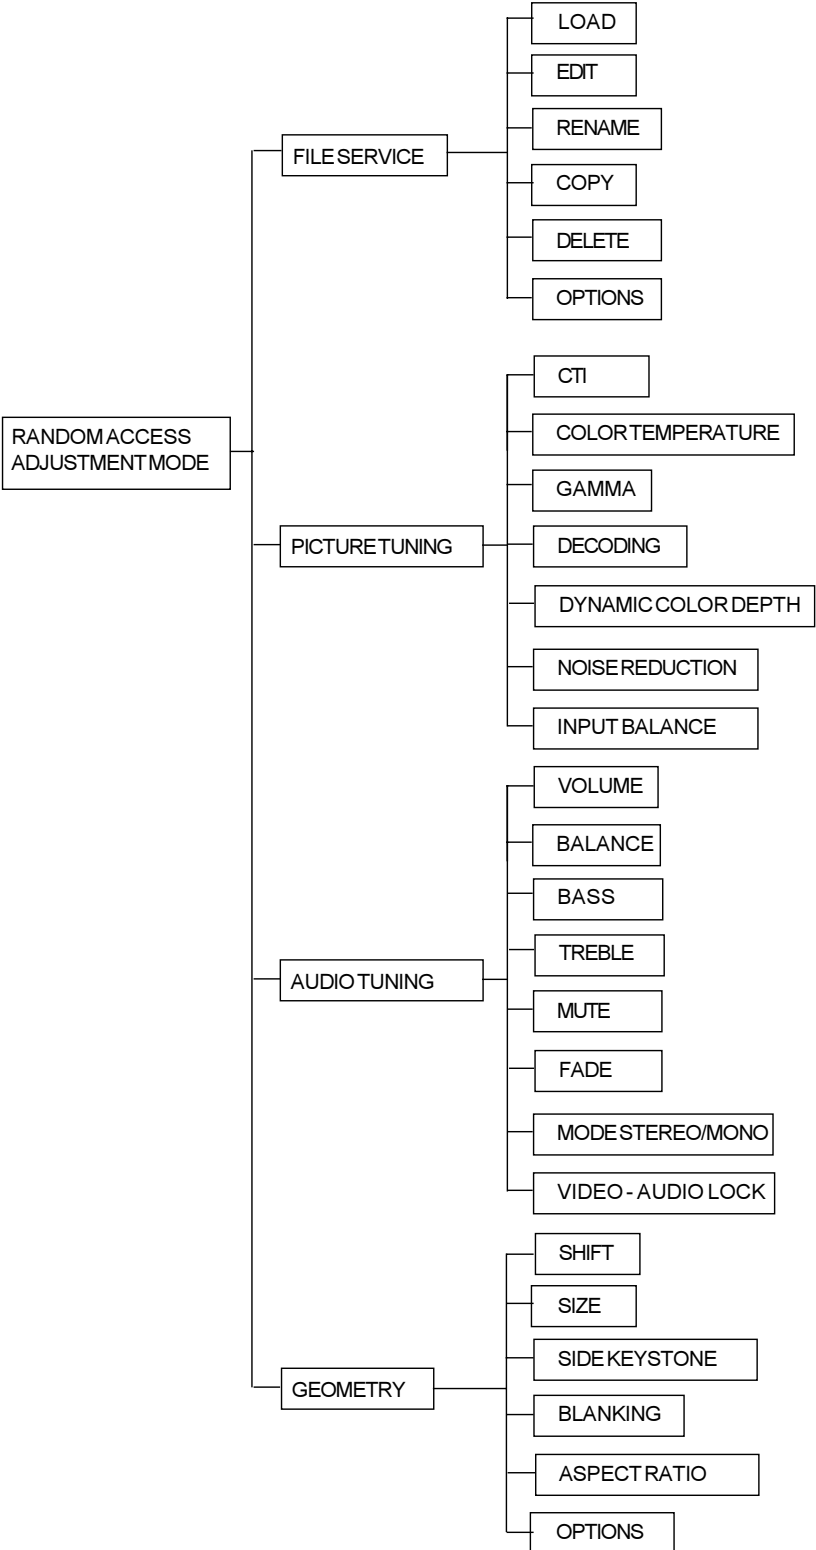 RANDOM ACCESS
ADJUSTMENT MODE
FILE SERVICE
LOAD
EDIT
RENAME
COPY
DELETE
OPTIONS
PICTURE TUNING
CTI
COLOR TEMPERATURE
GAMMA
DECODING
DYNAMIC COLOR DEPTH
NOISE REDUCTION
INPUT BALANCE
AUDIO TUNING
VOLUME
BALANCE
BASS
TREBLE
MUTE
FADE
MODE STEREO/MONO
VIDEO - AUDIO LOCK
GEOMETRY
SHIFT
SIZE
SIDE KEYSTONE
BLANKING
ASPECT RATIO
OPTIONS